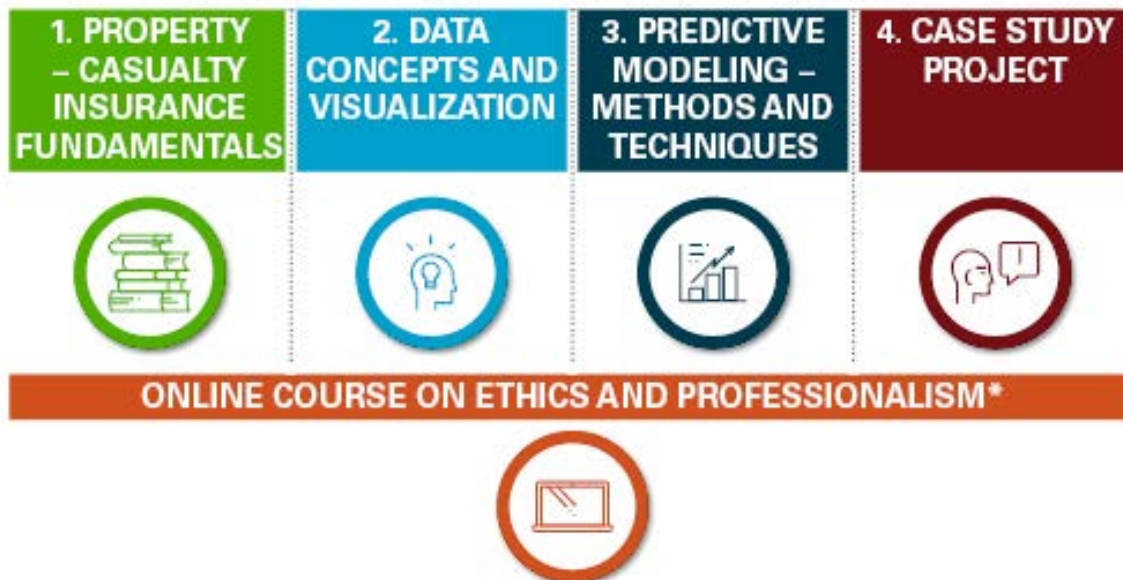 1. PROPERTY
– CASUALTY
INSURANCE
FUNDAMENTALS
2. DATA
CONCEPTS AND
VISUALIZATION
3. PREDICTIVE
MODELING –
METHODS AND
TECHNIQUES
4. CASE STUDY
PROJECT
ONLINE COURSE ON ETHICS AND PROFESSIONALISM*